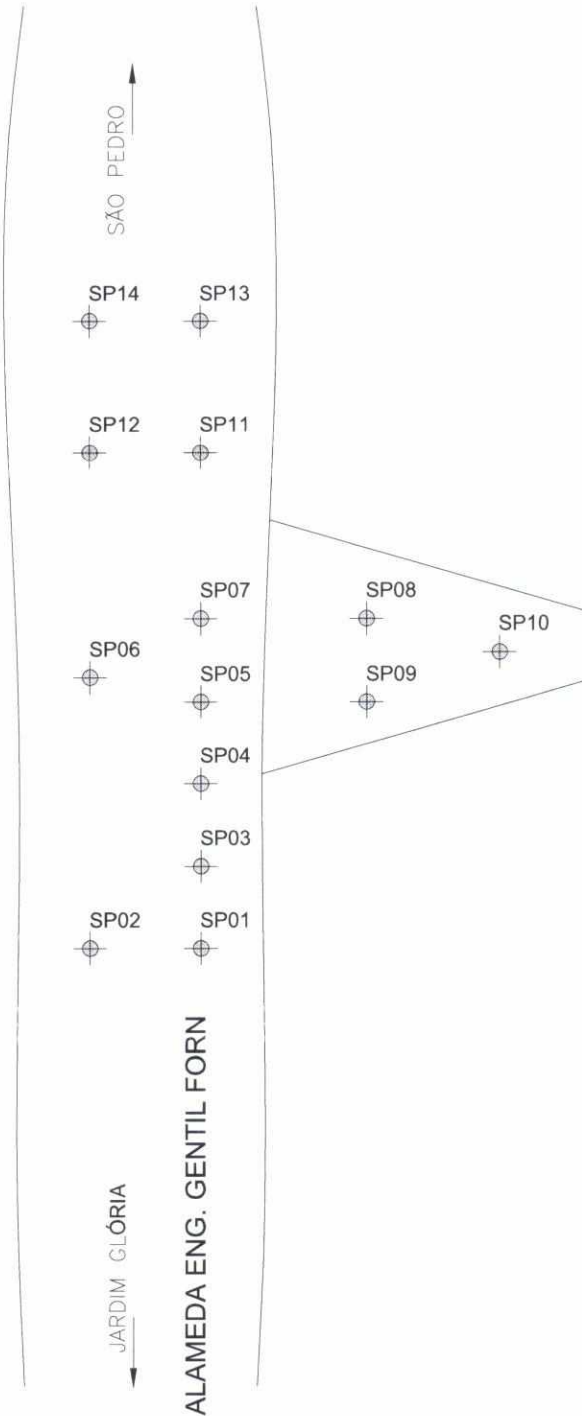 SÃO PEDRO
SP14
SP13
SP12
SP11
SP07
SP08
SP10
SP06
SP05
SP09
SP04
SP03
SP02
SP01
JARDIM GLÓRIA
ALAMEDA ENG. GENTIL FORN